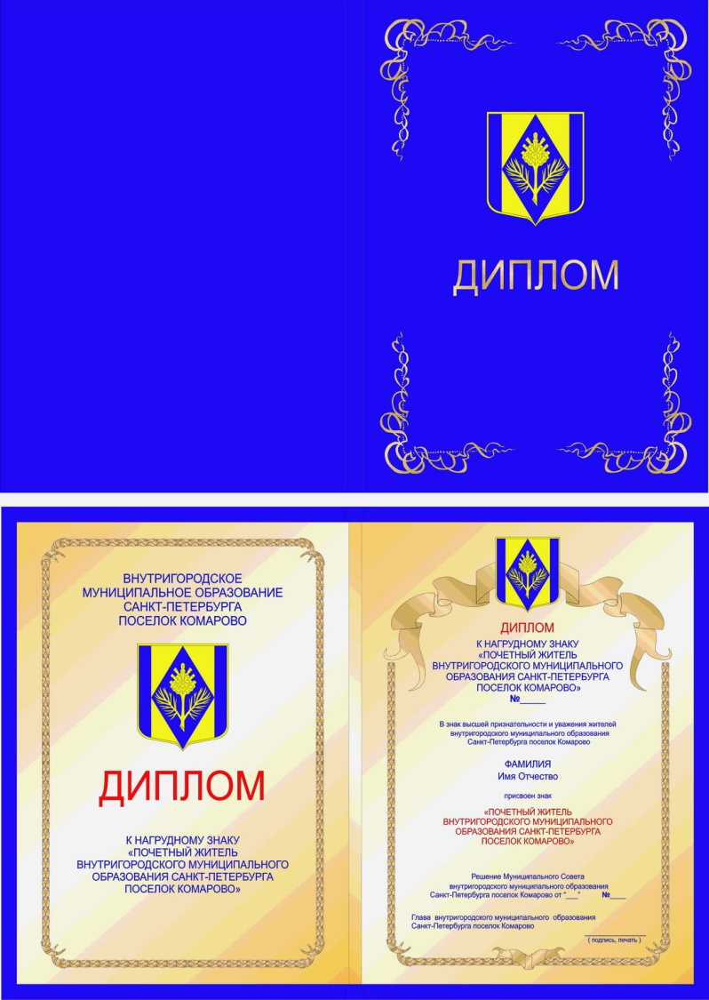 ДИПЛОМ
ВНУТРИГОРОДСКОЕ
МУНИЦИПАЛЬНОЕ ОБРАЗОВАНИЕ
САНКТ-ПЕТЕРБУРГА
ПОСЕЛОК КОМАРОВО
ДИПЛОМ
К НАГРУДНОМУ ЗНАКУ
«ПОЧЕТНЫЙ ЖИТЕЛЬ
ВНУТРИГОРОДСКОГО МУНИЦИПАЛЬНОГО
ОБРАЗОВАНИЯ САНКТ-ПЕТЕРБУРГА
ПОСЕЛОК КОМАРОВО»
ДИПЛОМ
К НАГРУДНОМУ ЗНАКУ
«ПОЧЕТНЫЙ ЖИТЕЛЬ
ВНУТРИГОРОДСКОГО МУНИЦИПАЛЬНОГО
ОБРАЗОВАНИЯ САНКТ-ПЕТЕРБУРГА
ПОСЕЛОК КОМАРОВО»
№_____
В знак высшей признательности и уважения жителей
внутригородского муниципального образования
Санкт-Петербурга поселок Комарово
ФАМИЛИЯ
Имя Отчество
присвоен знак
«ПОЧЕТНЫЙ ЖИТЕЛЬ
ВНУТРИГОРОДСКОГО МУНИЦИПАЛЬНОГО
ОБРАЗОВАНИЯ САНКТ-ПЕТЕРБУРГА
ПОСЕЛОК КОМАРОВО»
Решение Муниципального Совета
внутригородского муниципального образования
Санкт-Петербурга поселок Комарово от "___" №____
Глава внутригородского муниципального образования
Санкт-Петербурга поселок Комарово
( подпись, печать )